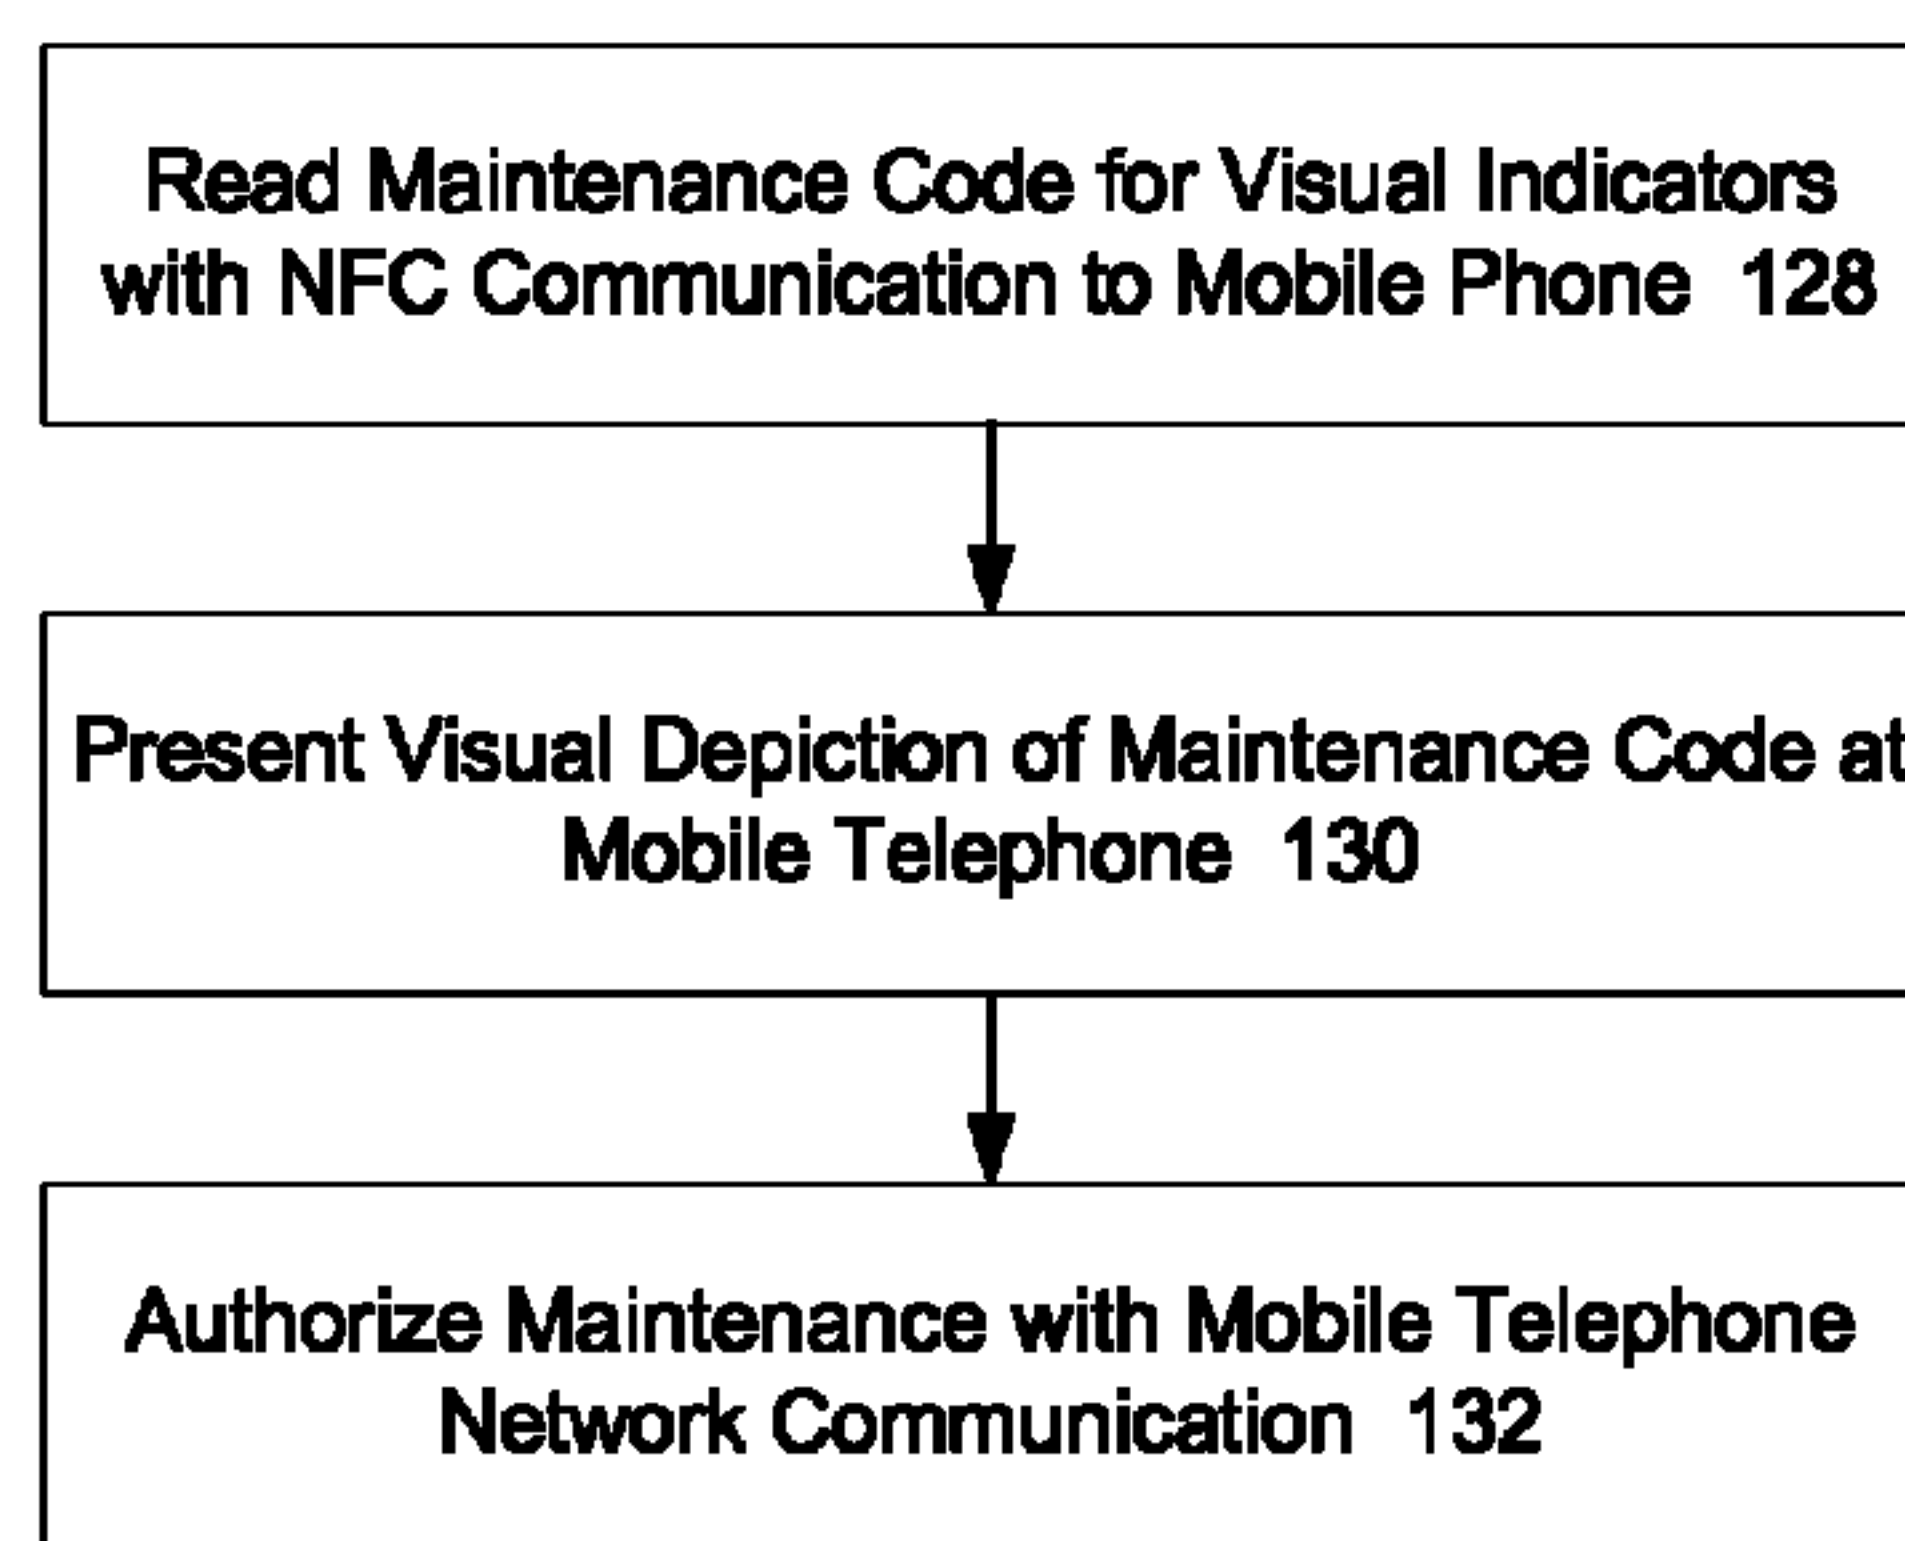 Read Maintenance Code for Visual Indicators
with NFC Communication to Mobile Phone 128
Present Visual Depiction of Maintenance Code at
Mobile Telephone 130
Authorize Maintenance with Mobile Telephone
Network Communication 132